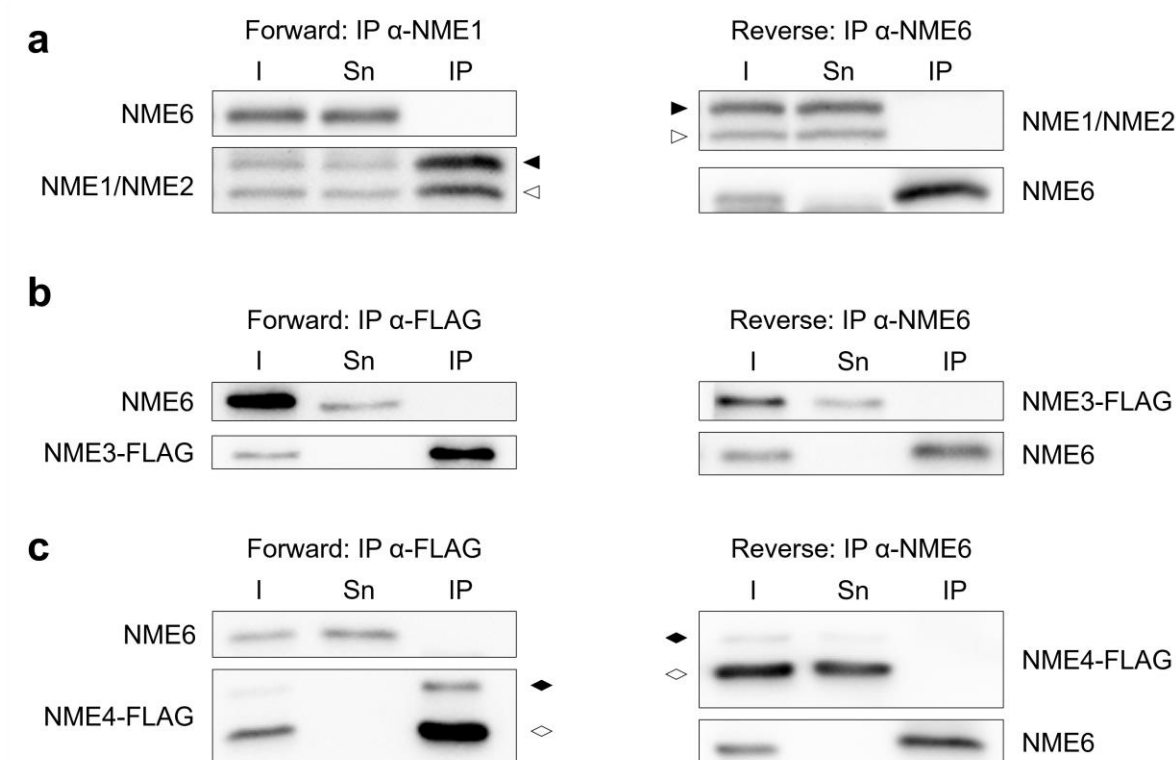 a
Forward: IP α-NME1
Reverse: IP α-NME6
I Sn IP
I Sn IP
NME6
NME1/NME2
NME1/NME2
NME6
b
Forward: IP α-FLAG
Reverse: IP α-NME6
I Sn IP
I Sn IP
NME6
NME3-FLAG
NME3-FLAG
NME6
c
Forward: IP α-FLAG
Reverse: IP α-NME6
I Sn IP
I Sn IP
NME6
NME4-FLAG
NME4-FLAG
NME6